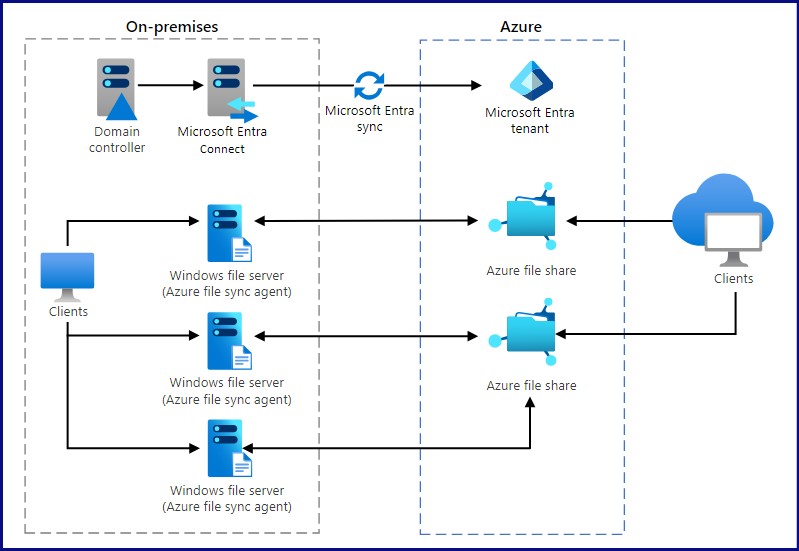 On-premises
Azure
Domain
controller
Microsoft Entra
Connect
Microsoft Entra
sync
Microsoft Entra
tenant
Windows file server
(Azure file sync agent)
Azure file share
Clients
Clients
Windows file server
(Azure file sync agent)
Azure file share
Windows file server
(Azure file sync agent)